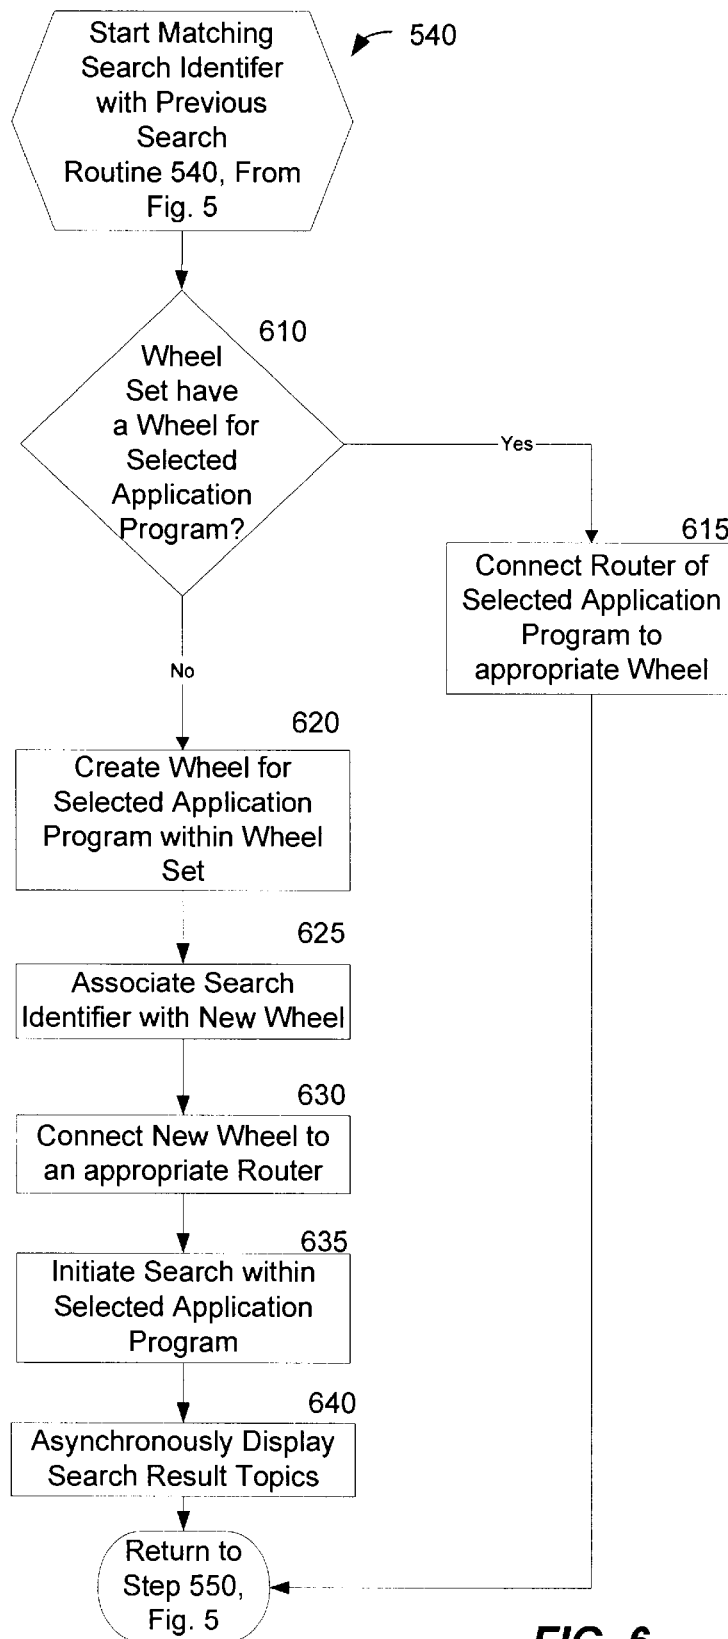 Start Matching
Search Identifer
with Previous
Search
Routine 540, From
Fig. 5
540
610
Wheel
Set have
a Wheel for
Selected
Application
Program?
Yes
615
Connect Router of
Selected Application
Program to
appropriate Wheel
No
620
Create Wheel for
Selected Application
Program within Wheel
Set
625
Associate Search
Identifier with New Wheel
630
Connect New Wheel to
an appropriate Router
635
Initiate Search within
Selected Application
Program
640
Asynchronously Display
Search Result Topics
Return to
Step 550,
Fig. 5
FIG. 6